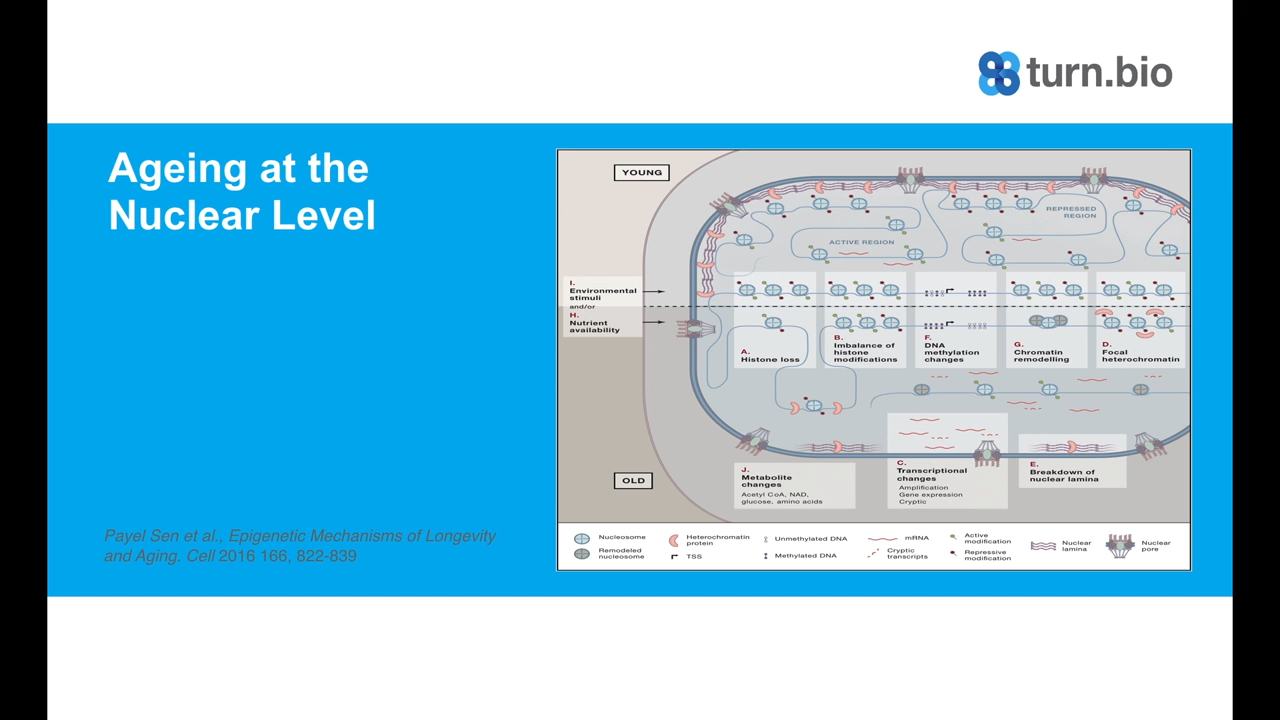 turn.bio
Ageing at the
Nuclear Level
YOUNG
REPRESSED
REGION
ACTIVE REGION
I.
Environmental
stimuli
and/or
H.
Nutrient
availability
A.
Histone loss
B.
Imbalance of
histone
modifications
F.
DNA
methylation
changes
G.
Chromatin
remodelling
D.
Focal
heterochromatin
OLD
J.
Metabolite
changes
Acetyl CoA, NAD,
glucose, amino acids
C.
Transcriptional
changes
Amplification
Gene expression
Cryptic
E.
Breakdown of
nuclear lamina
Nucleosome
Remodeled
nucleosome
Heterochromatin
protein
TSS
Unmethylated DNA
Methylated DNA
mRNA
Cryptic
transcripts
Active
modification
Repressive
modification
Nuclear
lamina
Nuclear
pore
Payel Sen et al., Epigenetic Mechanisms of Longevity
and Aging. Cell 2016 166, 822-839